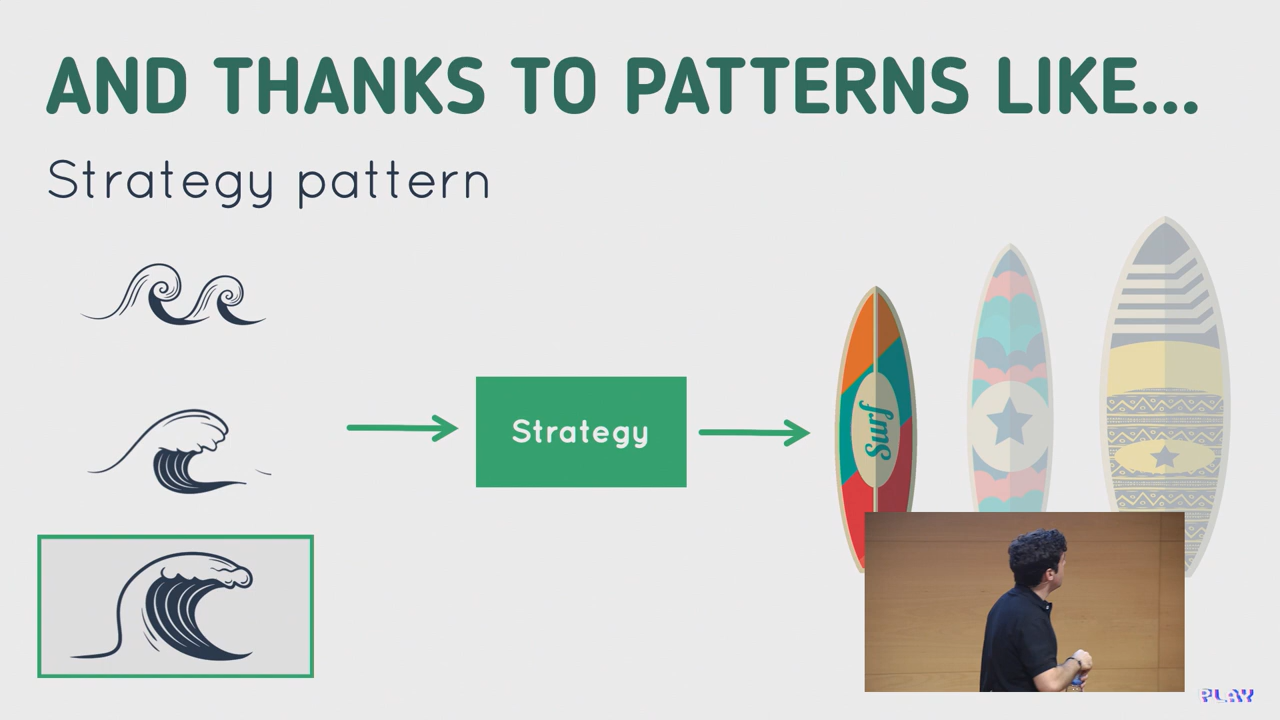 AND THANKS TO PATTERNS LIKE...
Strategy pattern
Strategy
Surf
PLAY